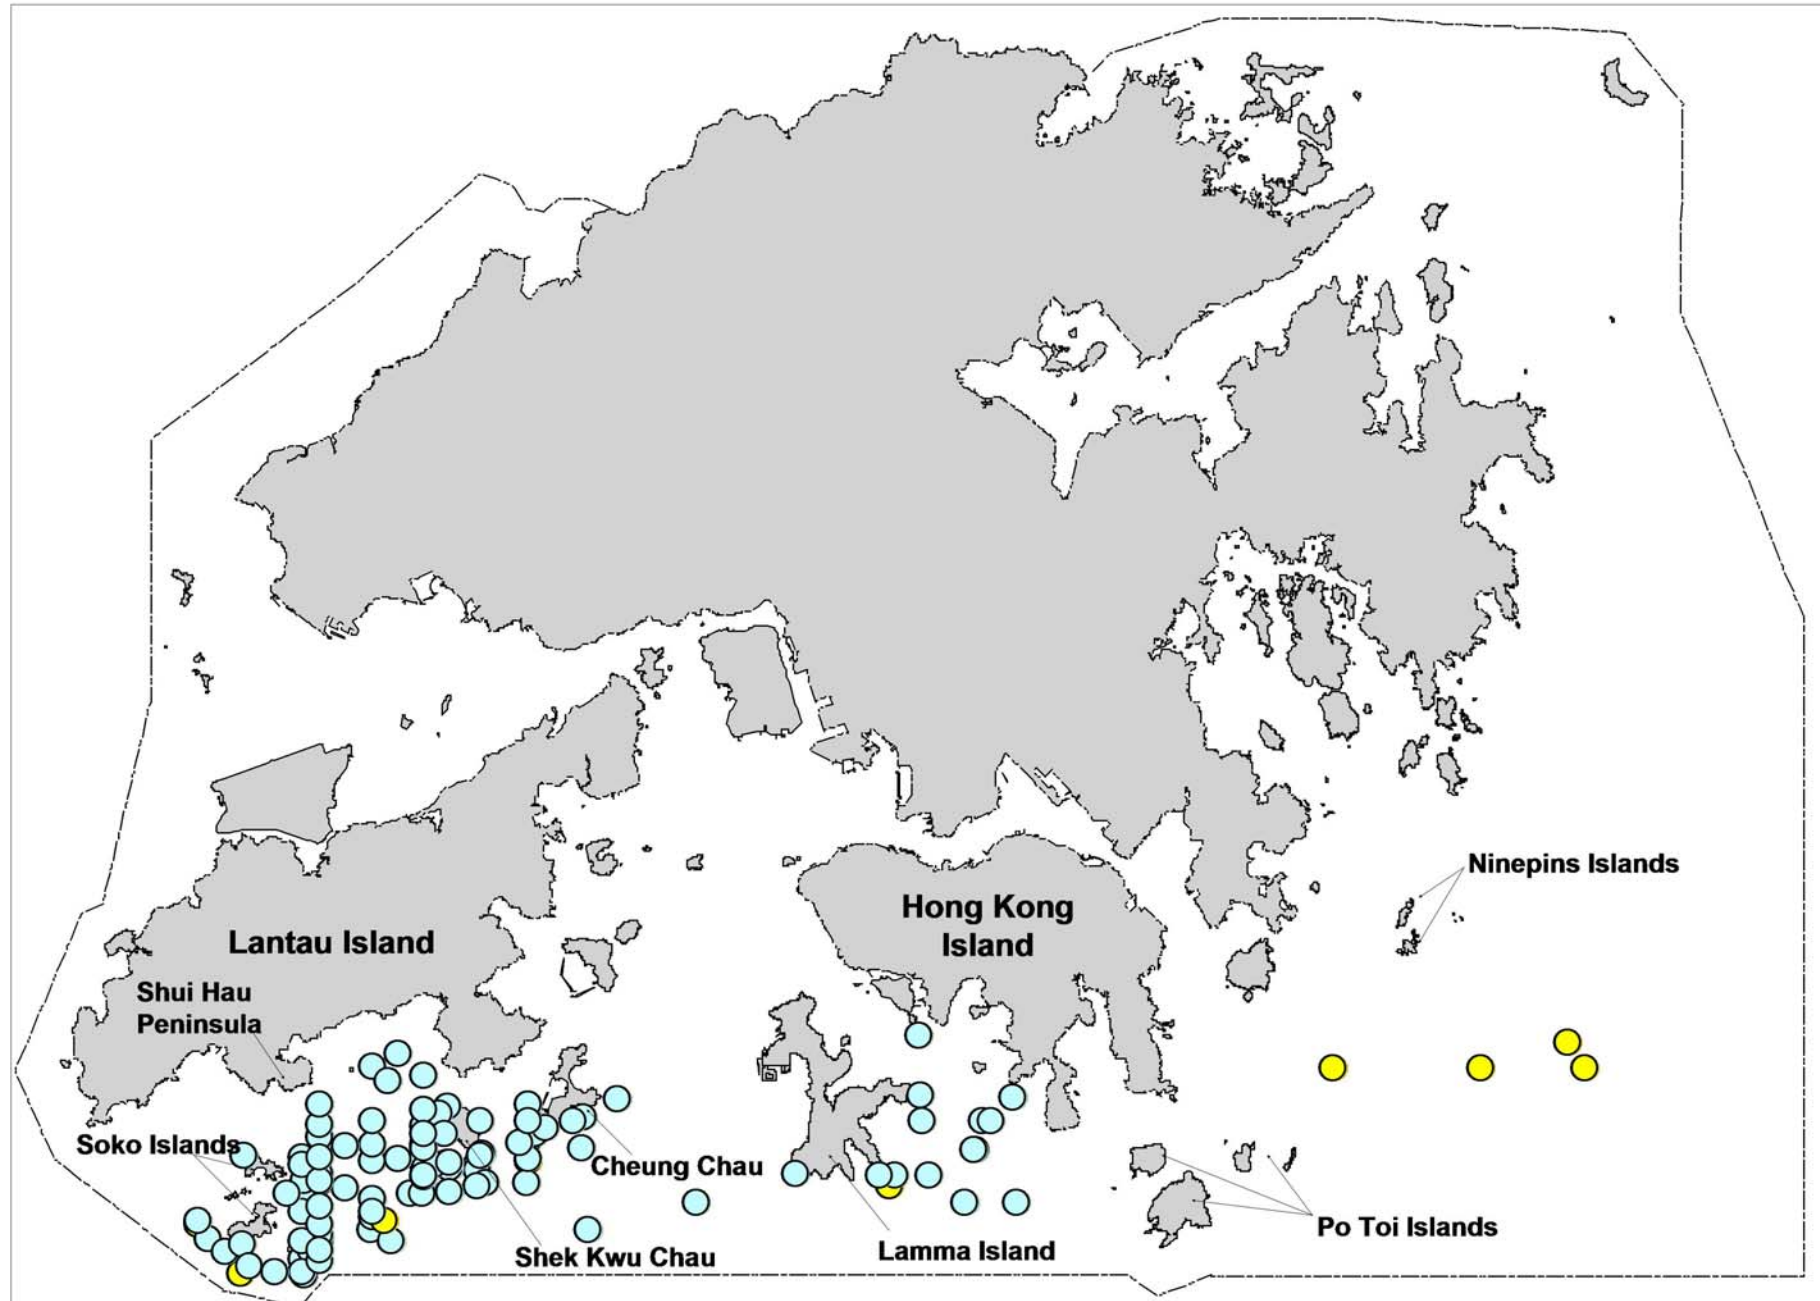 Ninepins Islands
Hong Kong
Island
Lantau Island
Shui Hau
Peninsula
Soko Islands
Cheung Chau
Po Toi Islands
Lamma Island
Shek Kwu Chau